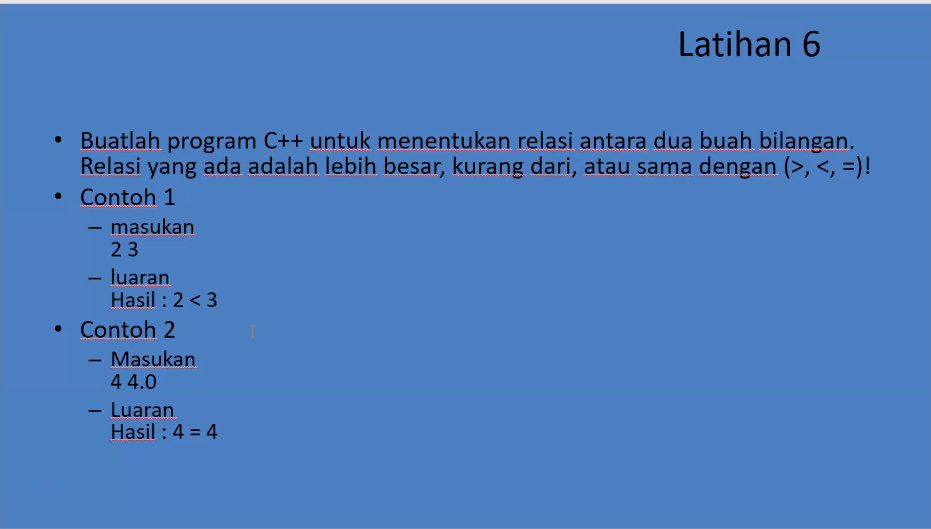 Latihan 6
• Buatlah program C++ untuk menentukan relasi antara dua buah bilangan.
Relasi yang ada adalah lebih besar, kurang dari, atau sama dengan (>, <, =)!
• Contoh 1
– masukan
2 3
– luaran
Hasil : 2 < 3
• Contoh 2
– Masukan
4 4.0
– Luaran
Hasil : 4 = 4